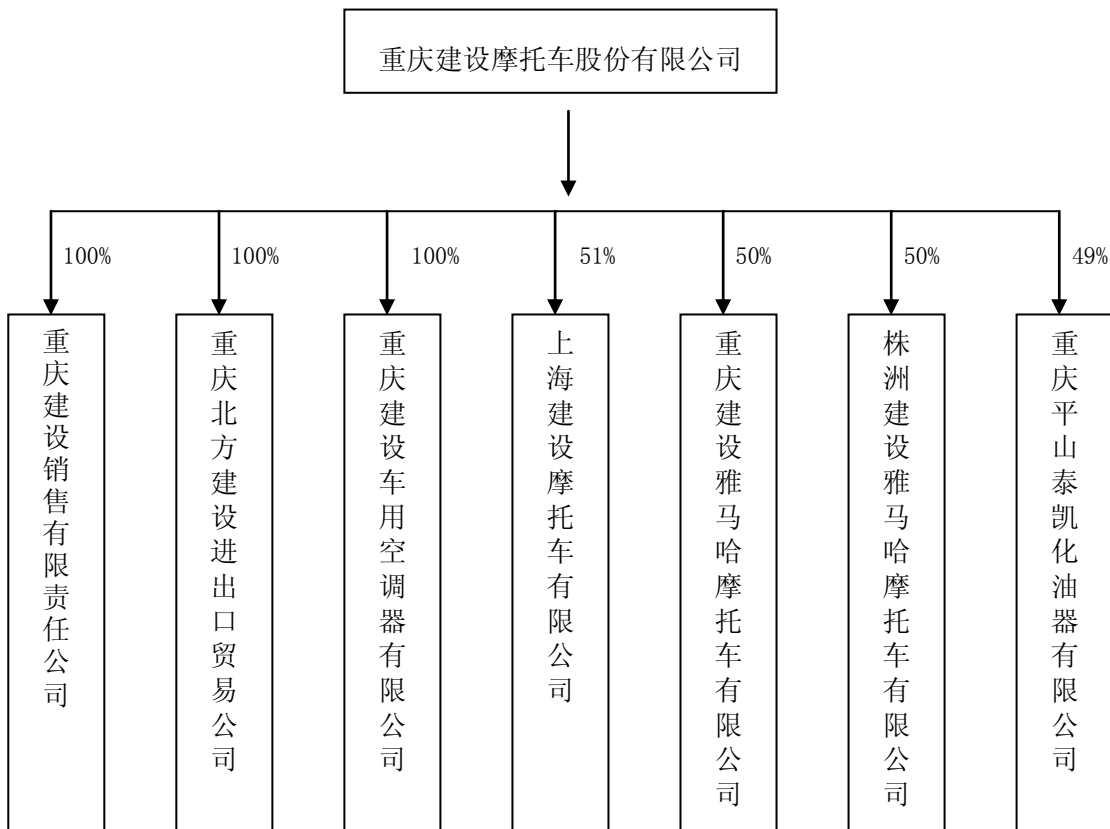 重庆建设摩托车股份有限公司
100%
100%
100%
51%
50%
50%
49%
重庆建设销售有限责任公司
重庆北方建设进出口贸易公司
重庆建设车用空调器有限公司
上海建设摩托车有限公司
重庆建设雅马哈摩托车有限公司
株洲建设雅马哈摩托车有限公司
重庆平山泰凯化油器有限公司